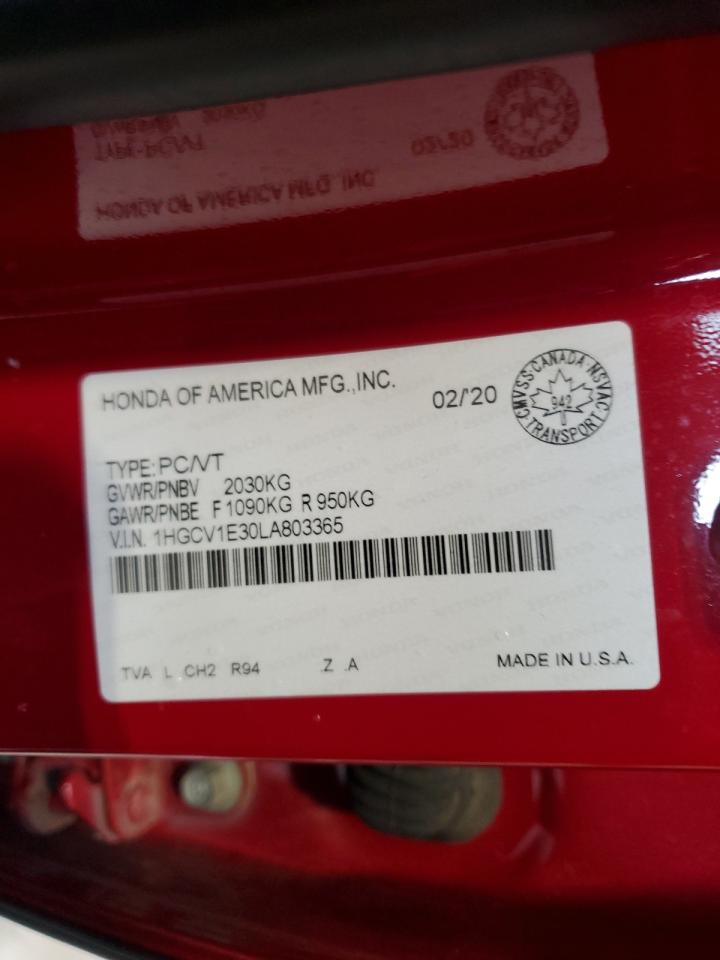 HONDA OF AMERICA MFG.,INC.
02/'20
CMVSS·CANADA·NSVAC
942
TRANSPORT
TYPE:PC/VT
GVWR/PNBV 2030KG
GAWR/PNBE F 1090KG R 950KG
V.I.N. 1HGCV1E30LA803365
TVA L CH2 R94 Z A
MADE IN U.S.A.